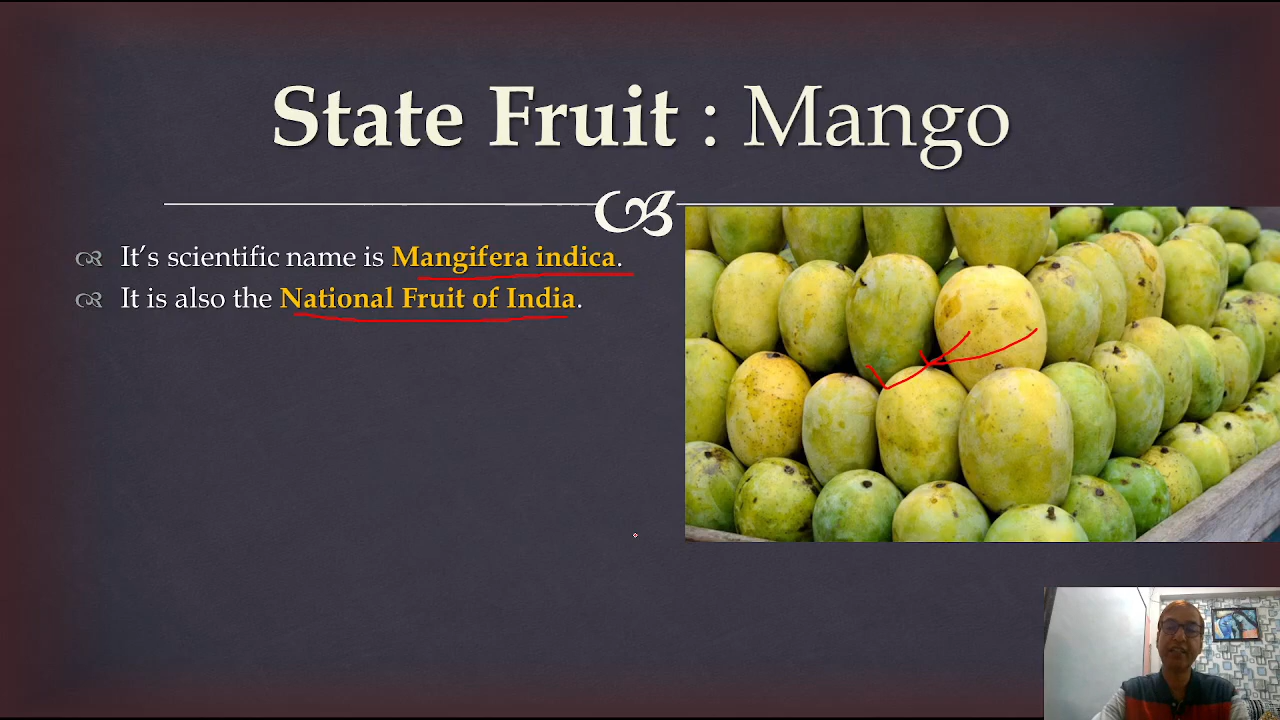 State Fruit : Mango
It's scientific name is Mangifera indica.
It is also the National Fruit of India.